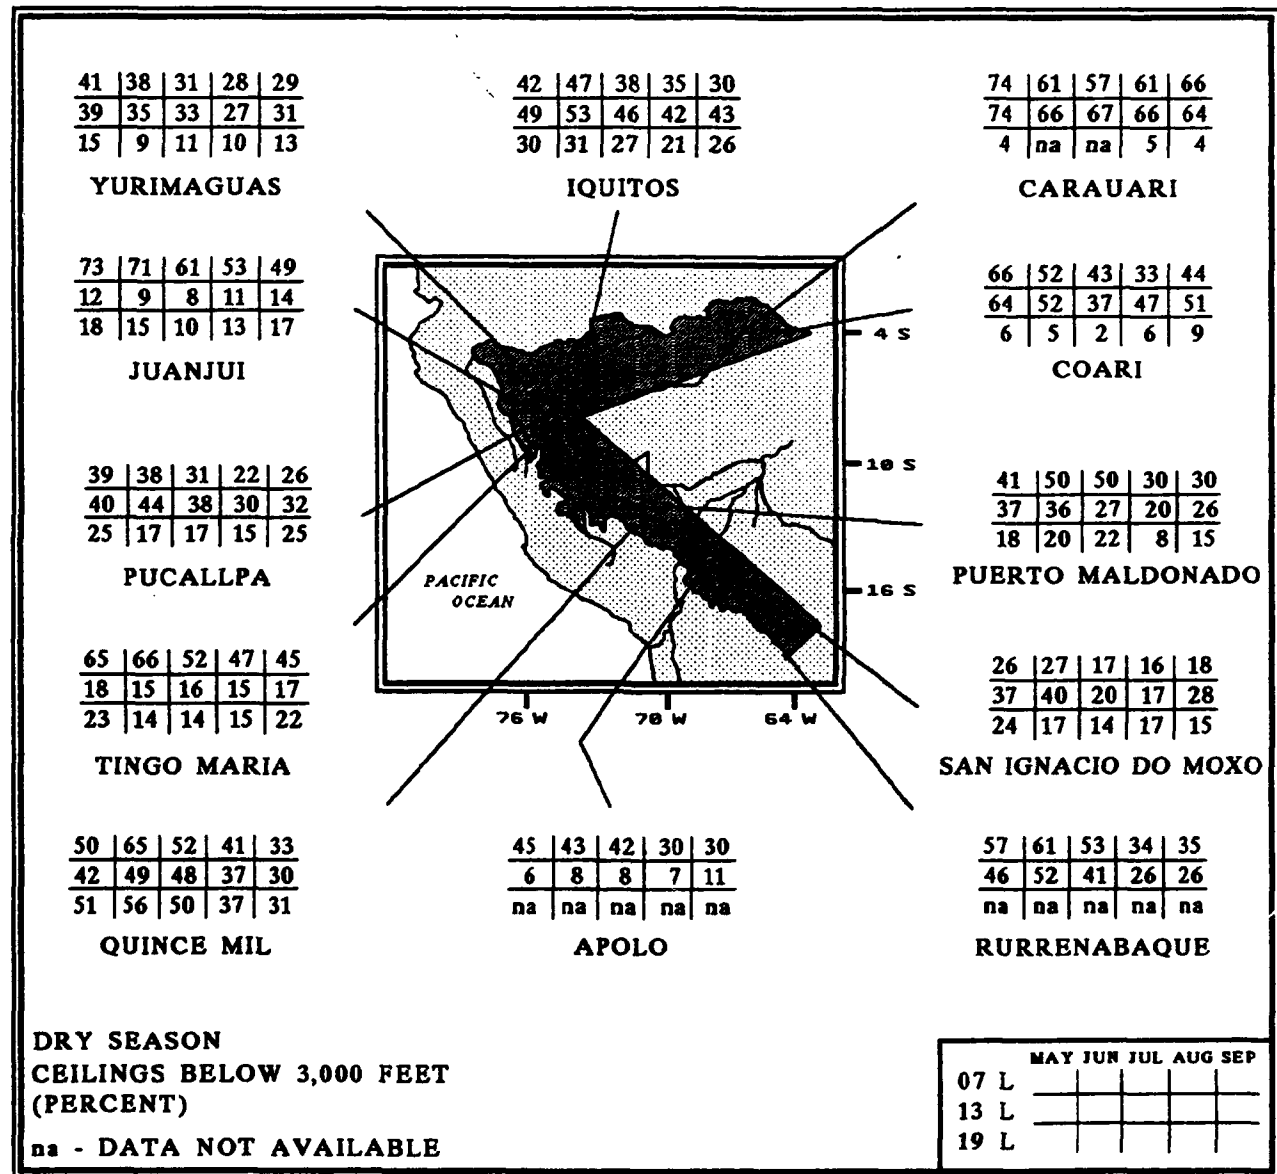 41 | 38 | 31 | 28 | 29
39 | 35 | 33 | 27 | 31
15 | 9 | 11 | 10 | 13
YURIMAGUAS
42 | 47 | 38 | 35 | 30
49 | 53 | 46 | 42 | 43
30 | 31 | 27 | 21 | 26
IQUITOS
74 | 61 | 57 | 61 | 66
74 | 66 | 67 | 66 | 64
4 | na | na | 5 | 4
CARAUARI
73 | 71 | 61 | 53 | 49
12 | 9 | 8 | 11 | 14
18 | 15 | 10 | 13 | 17
JUANJUI
66 | 52 | 43 | 33 | 44
64 | 52 | 37 | 47 | 51
6 | 5 | 2 | 6 | 9
COARI
39 | 38 | 31 | 22 | 26
40 | 44 | 38 | 30 | 32
25 | 17 | 17 | 15 | 25
PUCALLPA
41 | 50 | 50 | 30 | 30
37 | 36 | 27 | 20 | 26
18 | 20 | 22 | 8 | 15
PUERTO MALDONADO
65 | 66 | 52 | 47 | 45
18 | 15 | 16 | 15 | 17
23 | 14 | 14 | 15 | 22
TINGO MARIA
26 | 27 | 17 | 16 | 18
37 | 40 | 20 | 17 | 28
24 | 17 | 14 | 17 | 15
SAN IGNACIO DO MOXO
50 | 65 | 52 | 41 | 33
42 | 49 | 48 | 37 | 30
51 | 56 | 50 | 37 | 31
QUINCE MIL
45 | 43 | 42 | 30 | 30
6 | 8 | 8 | 7 | 11
na | na | na | na | na
APOLO
57 | 61 | 53 | 34 | 35
46 | 52 | 41 | 26 | 26
na | na | na | na | na
RURRENABAQUE
4 S
10 S
16 S
PACIFIC
OCEAN
76 W 70 W 64 W
DRY SEASON
CEILINGS BELOW 3,000 FEET
(PERCENT)
na - DATA NOT AVAILABLE
MAY JUN JUL AUG SEP
07 L
13 L
19 L